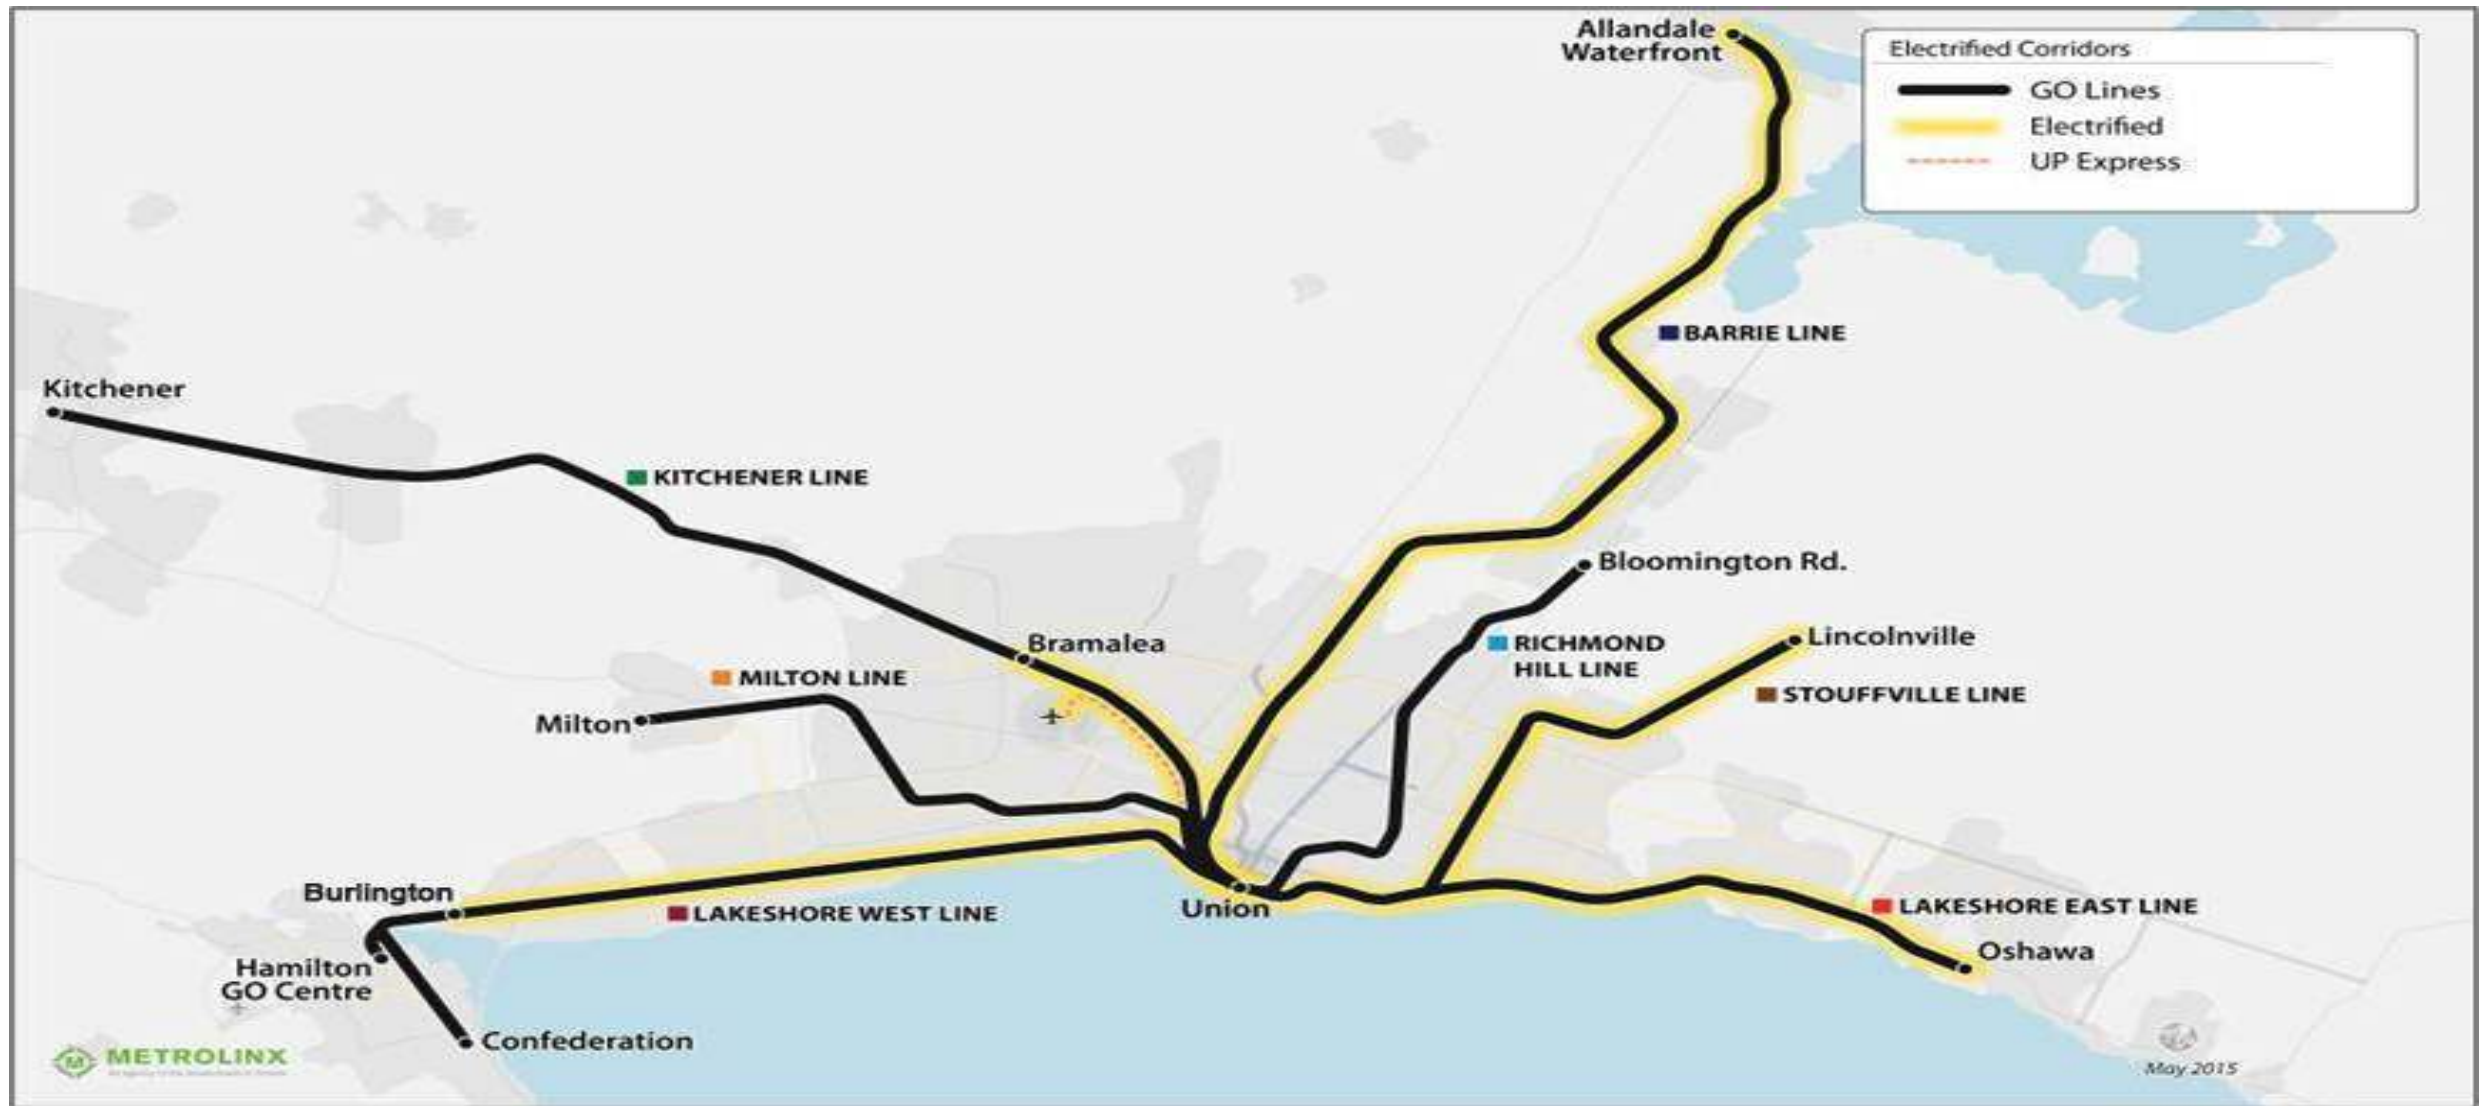 Allandale
Waterfront
Electrified Corridors
GO Lines
Electrified
UP Express
BARRIE LINE
Kitchener
KITCHENER LINE
Bloomington Rd.
Bramalea
RICHMOND
HILL LINE
Lincolnville
MILTON LINE
STOUFFVILLE LINE
Milton
Burlington
LAKESHORE WEST LINE
Union
LAKESHORE EAST LINE
Oshawa
Hamilton
GO Centre
Confederation
METROLINX
May 2015